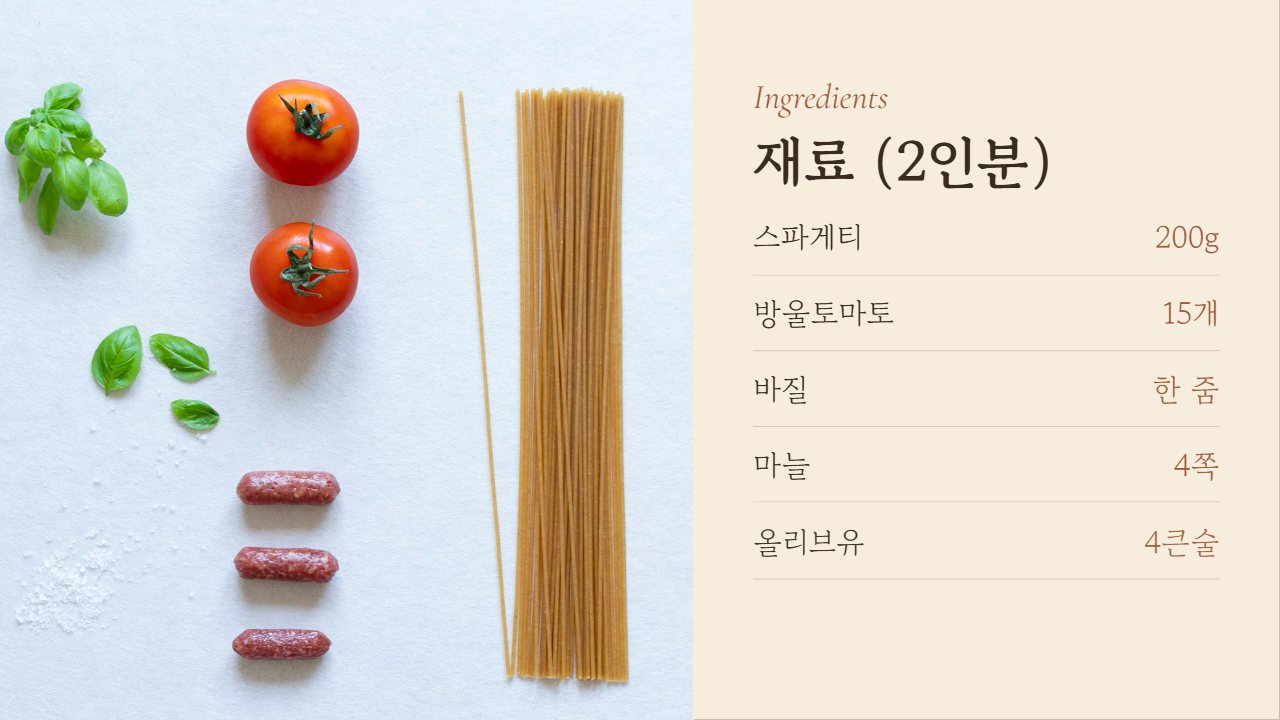 Ingredients
재료 (2인분)
스파게티 200g
방울토마토 15개
바질 한 줌
마늘 4쪽
올리브유 4큰술